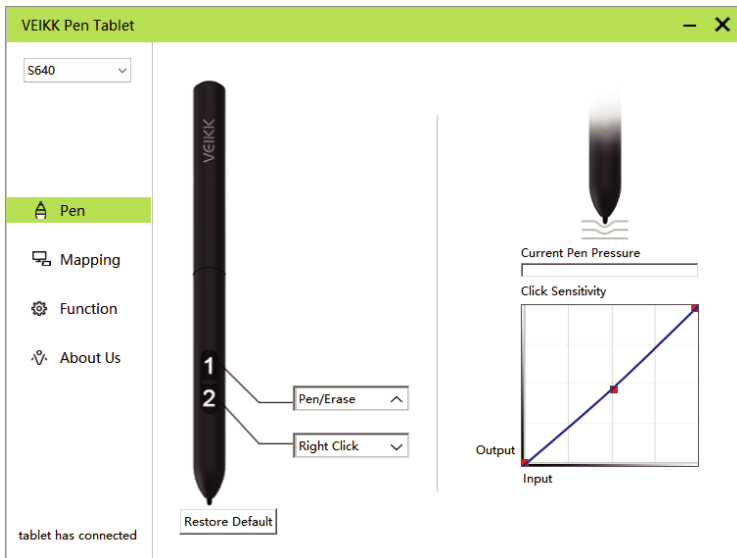 VEIKK Pen Tablet
S640
Pen
Mapping
Function
About Us
tablet has connected
VEIKK
1
2
Pen/Erase
Right Click
Restore Default
Current Pen Pressure
Click Sensitivity
Output
Input